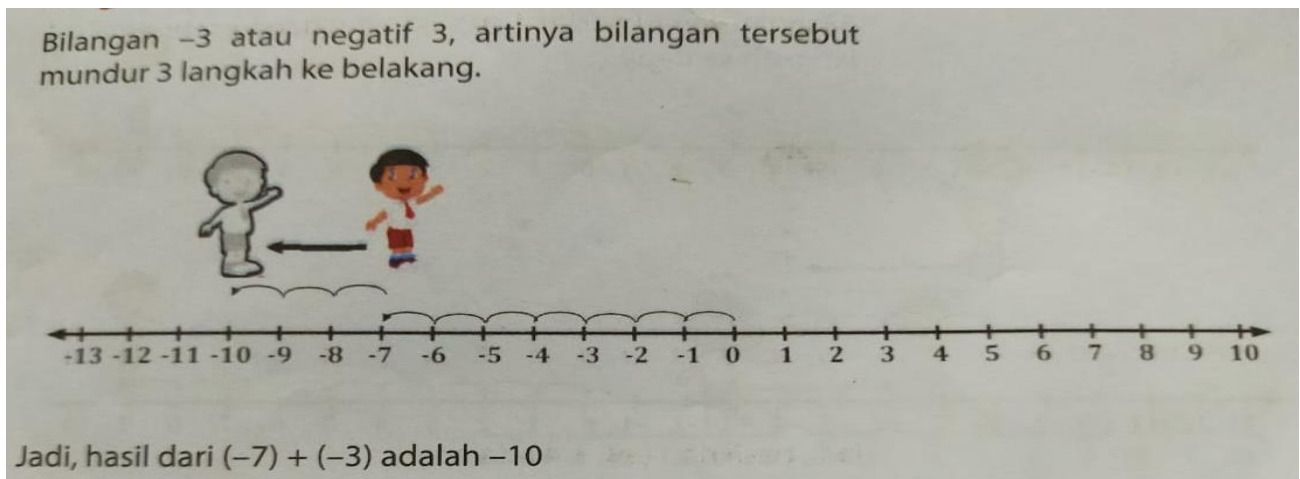 Bilangan –3 atau negatif 3, artinya bilangan tersebut
mundur 3 langkah ke belakang.
-13 -12 -11 -10 -9 -8 -7 -6 -5 -4 -3 -2 -1 0 1 2 3 4 5 6 7 8 9 10
Jadi, hasil dari (–7) + (–3) adalah –10